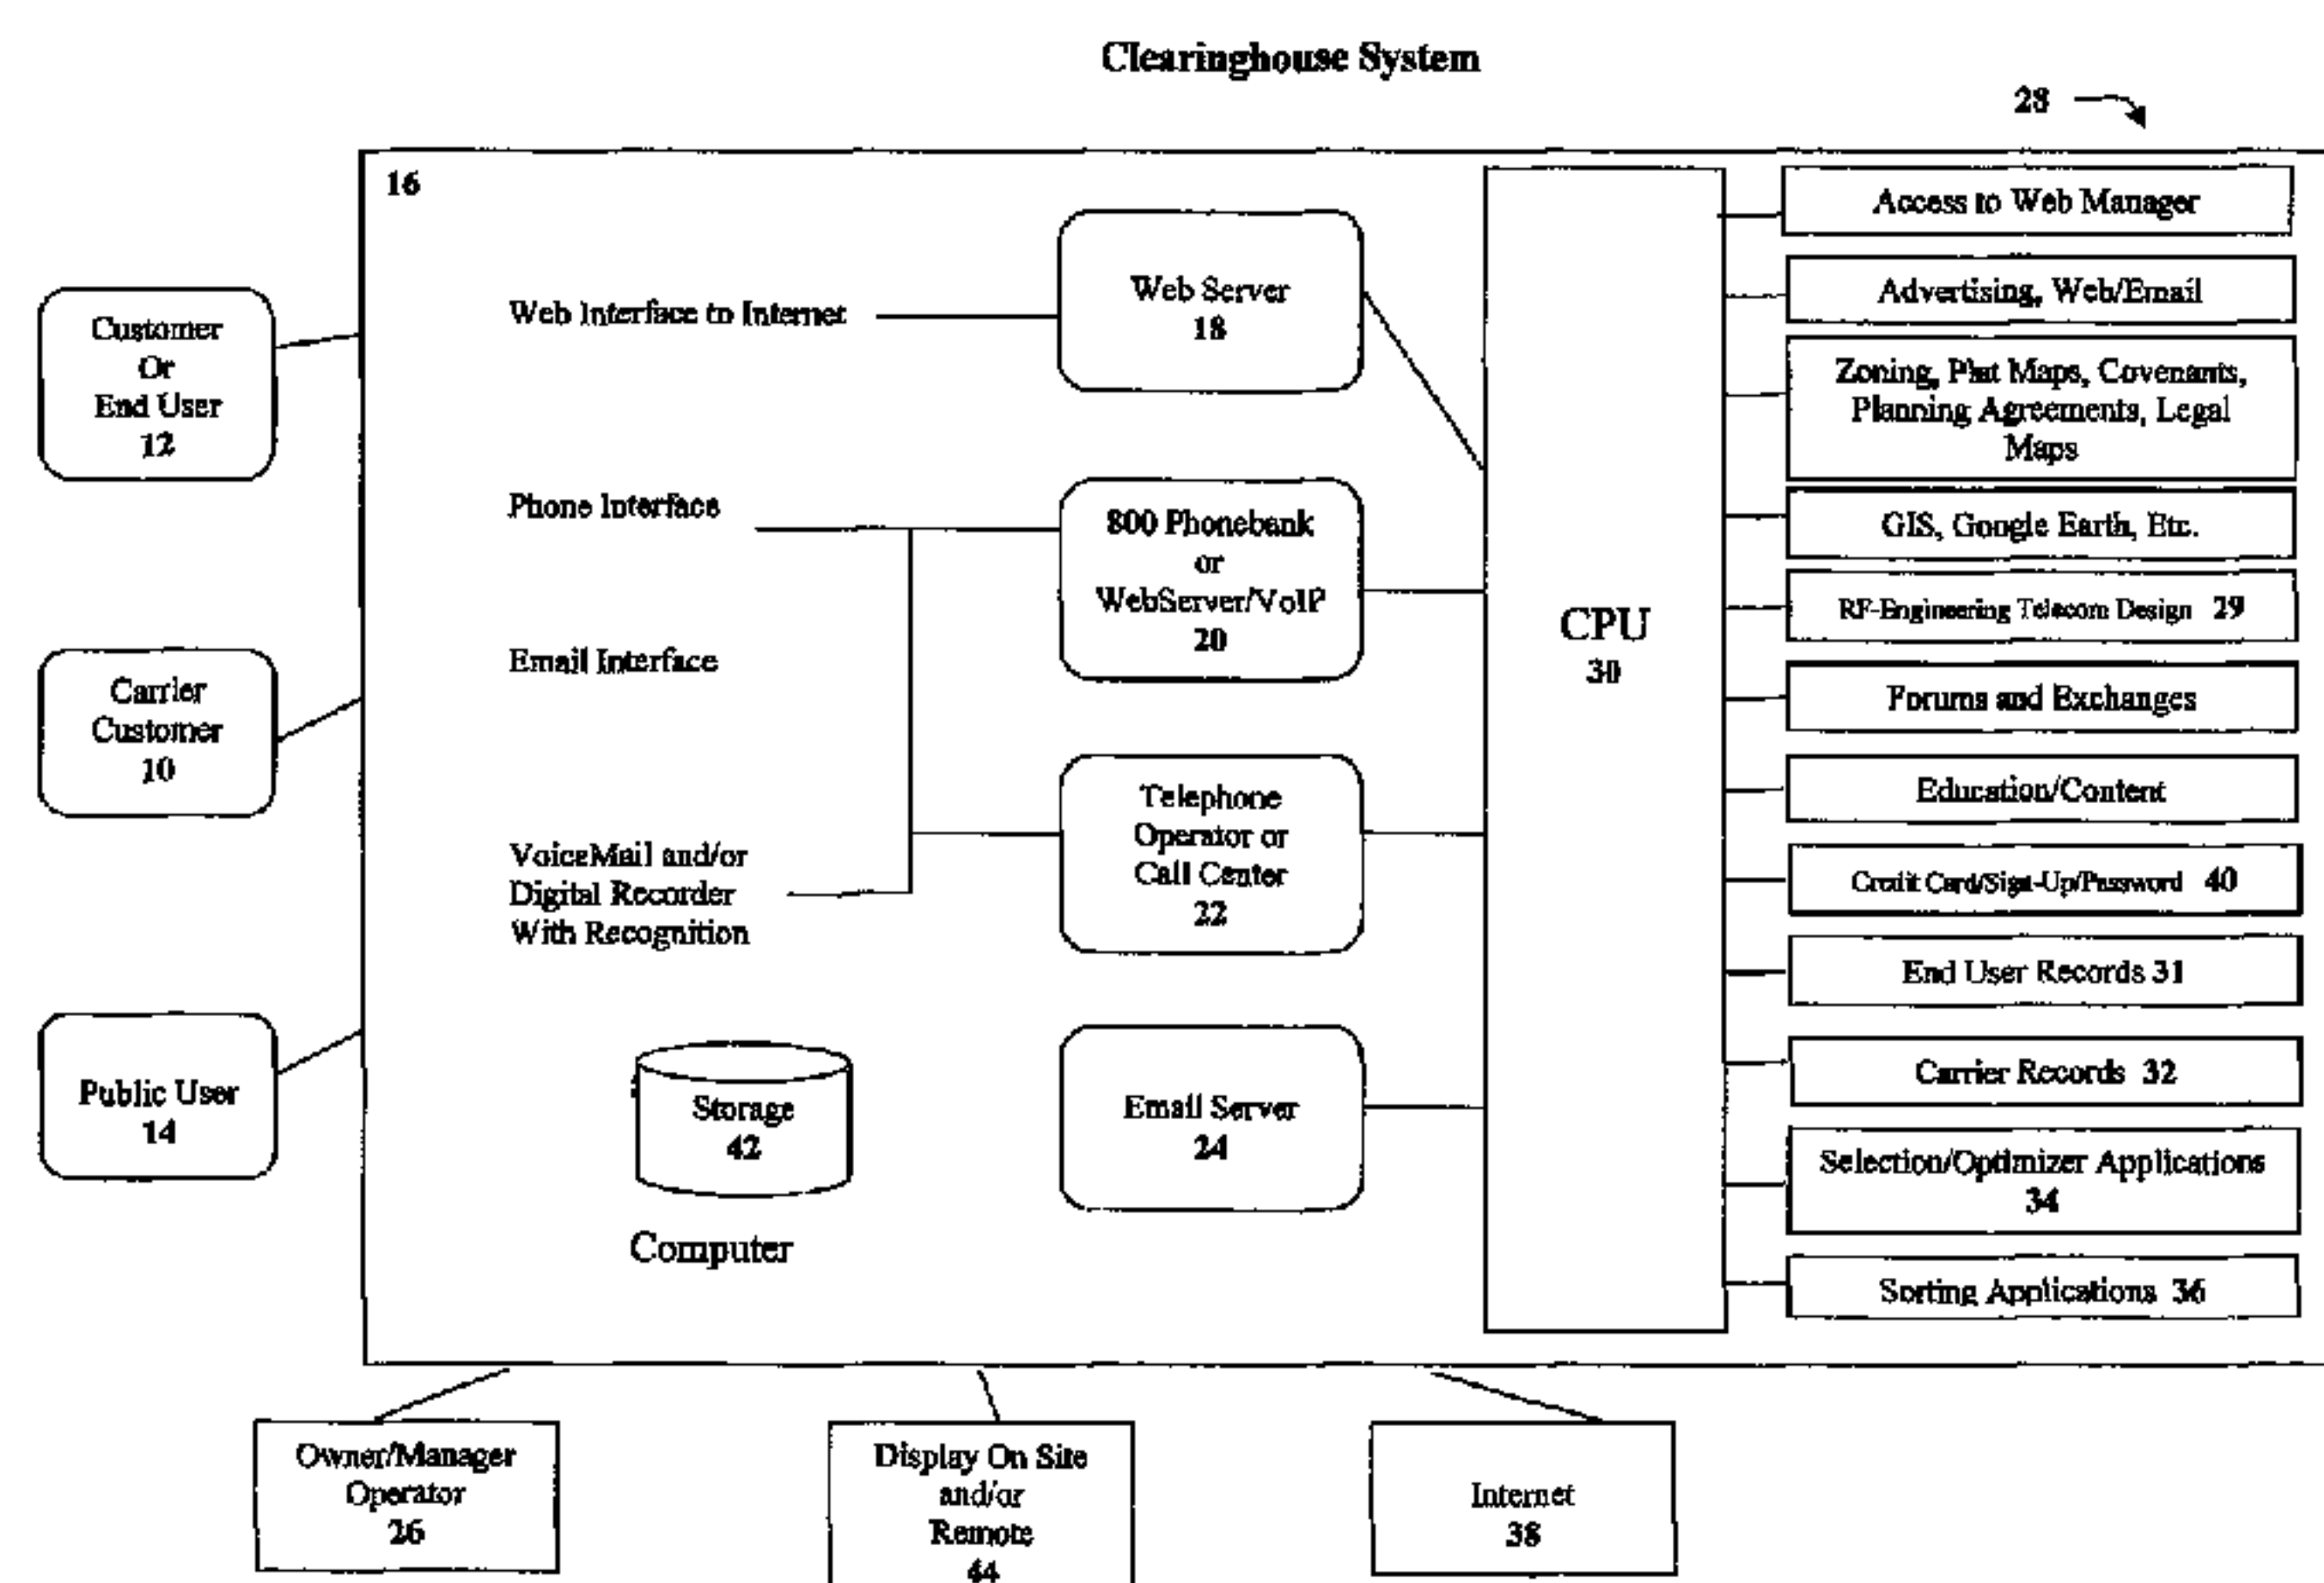 Clearinghouse System
28
16
Customer
Or
End User
12
Carrier
Customer
10
Public User
14
Web Interface to Internet
Phone Interface
Email Interface
VoiceMail and/or
Digital Recorder
With Recognition
Storage
42
Computer
Web Server
18
800 Phonebank
or
WebServer/VoIP
20
Telephone
Operator or
Call Center
22
Email Server
24
CPU
30
Access to Web Manager
Advertising, Web/Email
Zoning, Plat Maps, Covenants,
Planning Agreements, Legal
Maps
GIS, Google Earth, Etc.
RF-Engineering Telecom Design 29
Forums and Exchanges
Education/Content
Credit Card/Sign-Up/Password 40
End User Records 31
Carrier Records 32
Selection/Optimizer Applications
34
Sorting Applications 36
Owner/Manager
Operator
26
Display On Site
and/or
Remote
44
Internet
38